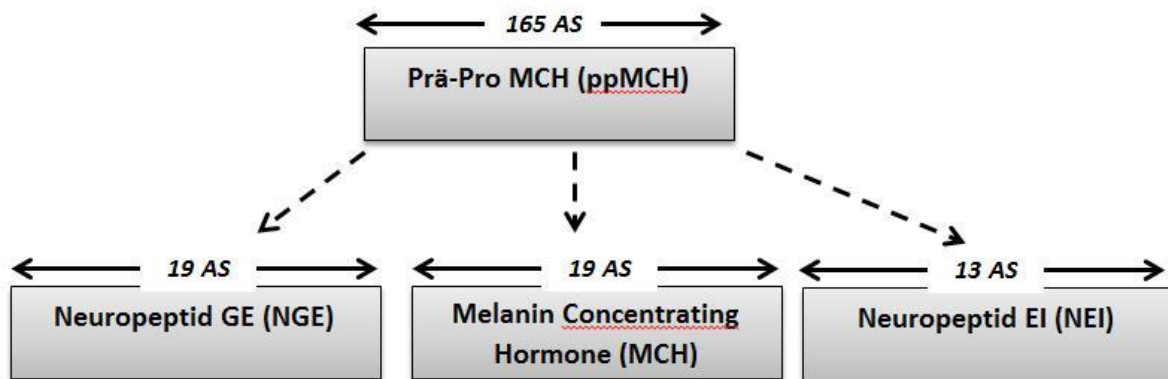 165 AS
Prä-Pro MCH (ppMCH)
19 AS
19 AS
13 AS
Neuropeptid GE (NGE)
Melanin Concentrating
Hormone (MCH)
Neuropeptid EI (NEI)